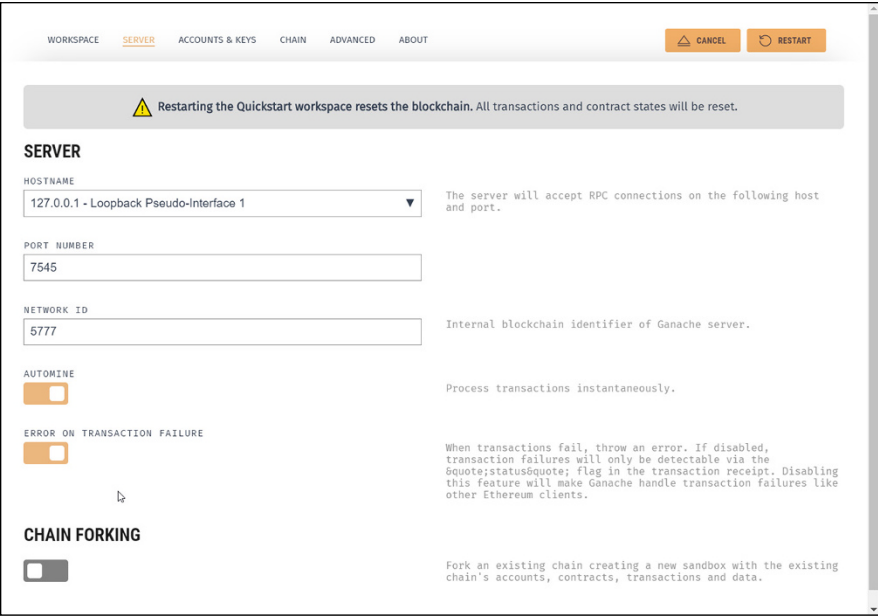 WORKSPACE SERVER ACCOUNTS & KEYS CHAIN ADVANCED ABOUT CANCEL RESTART
Restarting the Quickstart workspace resets the blockchain. All transactions and contract states will be reset.
SERVER
HOSTNAME
127.0.0.1 - Loopback Pseudo-Interface 1
The server will accept RPC connections on the following host
and port.
PORT NUMBER
7545
NETWORK ID
5777
Internal blockchain identifier of Ganache server.
AUTOMINE
Process transactions instantaneously.
ERROR ON TRANSACTION FAILURE
When transactions fail, throw an error. If disabled,
transaction failures will only be detectable via the
&quote;status&quote; flag in the transaction receipt. Disabling
this feature will make Ganache handle transaction failures like
other Ethereum clients.
CHAIN FORKING
Fork an existing chain creating a new sandbox with the existing
chain's accounts, contracts, transactions and data.